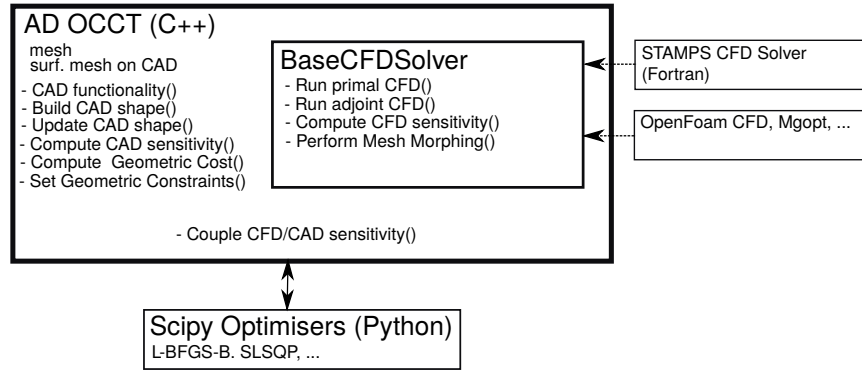 AD OCCT (C++)
mesh
surf. mesh on CAD
- CAD functionality()
- Build CAD shape()
- Update CAD shape()
- Compute CAD sensitivity()
- Compute  Geometric Cost()
- Set Geometric Constraints()
BaseCFDSolver
- Run primal CFD()
- Run adjoint CFD()
- Compute CFD sensitivity()
- Perform Mesh Morphing()
STAMPS CFD Solver
(Fortran)
OpenFoam CFD, Mgopt, ...
- Couple CFD/CAD sensitivity()
Scipy Optimisers (Python)
L-BFGS-B. SLSQP, ...